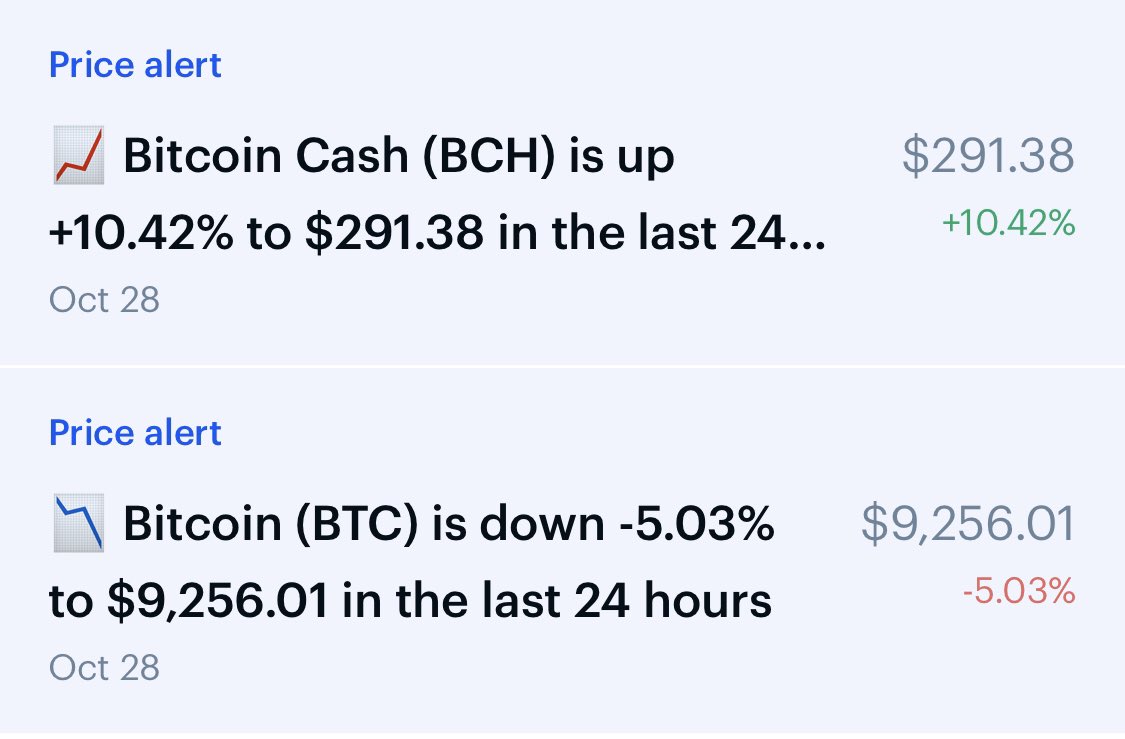 Price alert
📈 Bitcoin Cash (BCH) is up
$291.38
+10.42% to $291.38 in the last 24...
+10.42%
Oct 28
Price alert
📉 Bitcoin (BTC) is down -5.03%
$9,256.01
to $9,256.01 in the last 24 hours
-5.03%
Oct 28